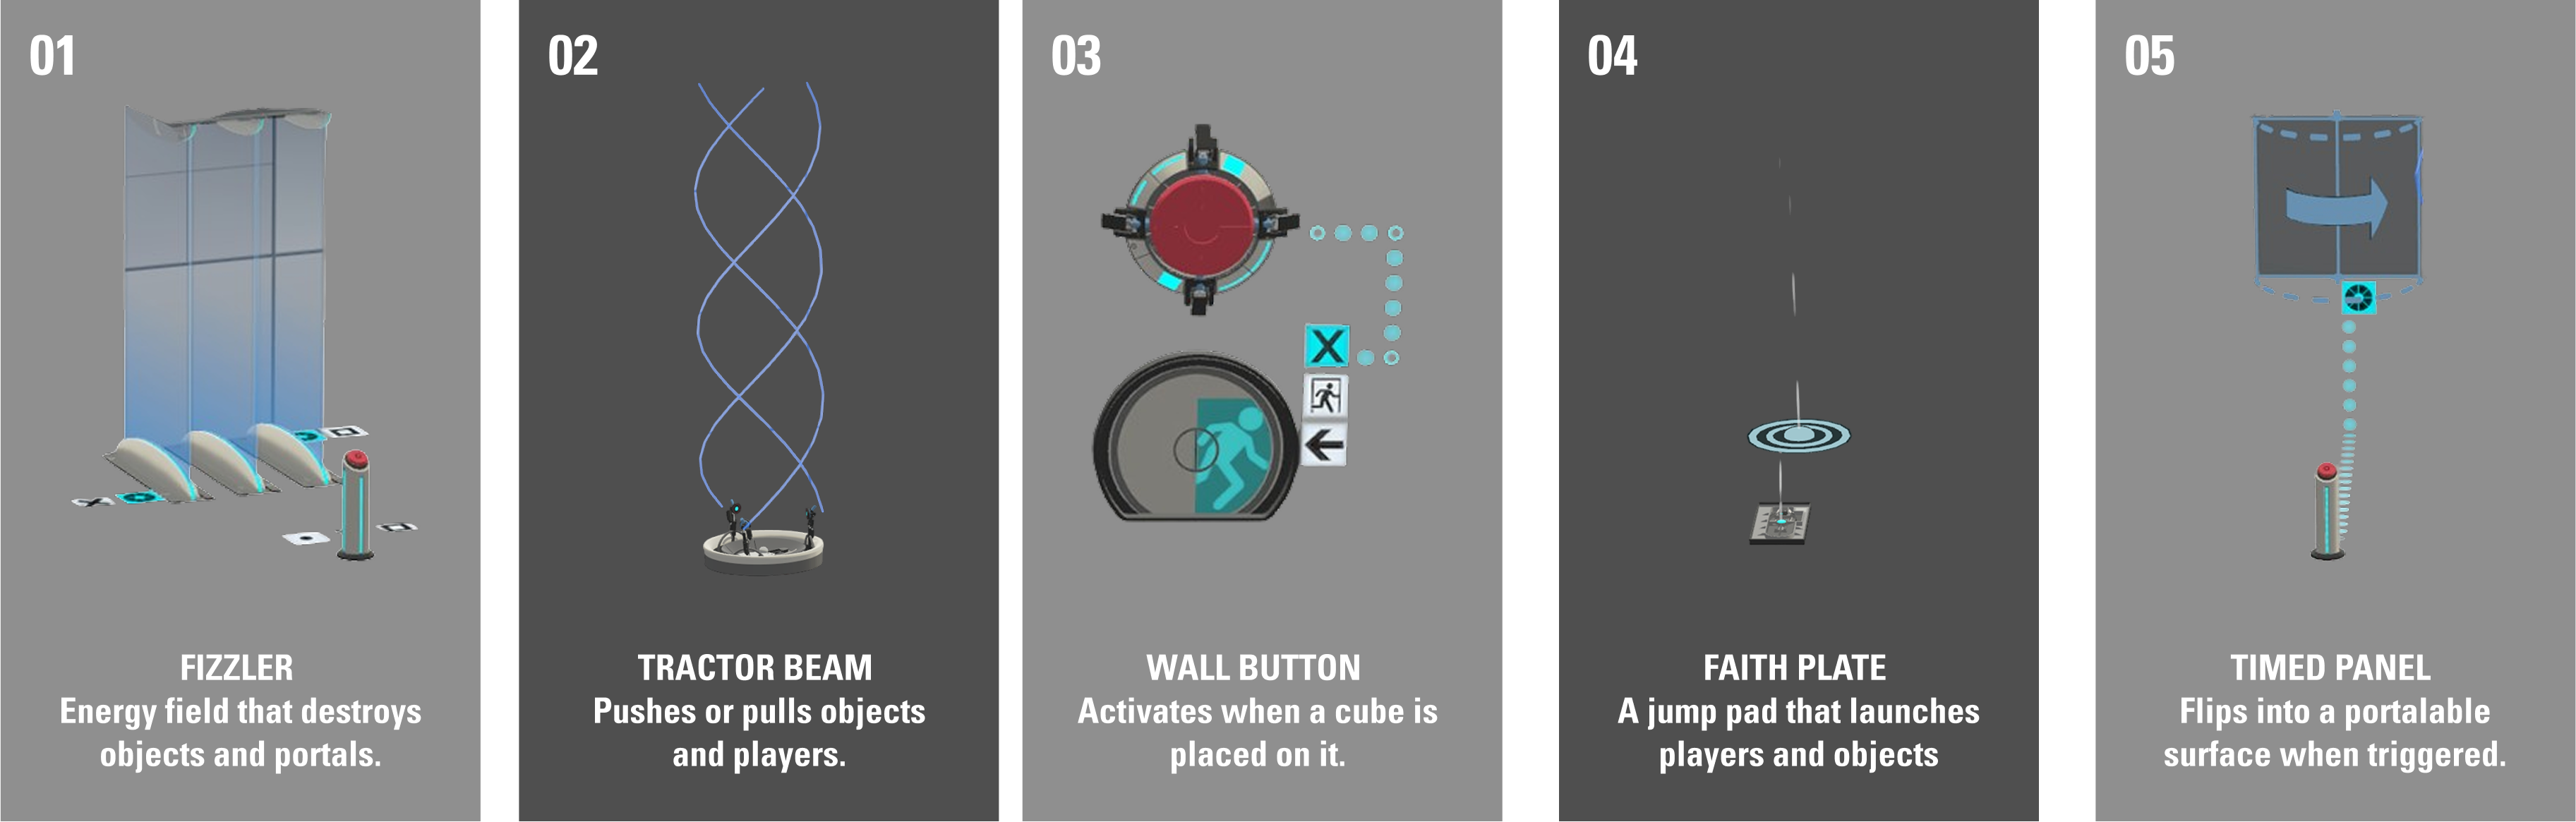 01
FIZZLER
Energy field that destroys
objects and portals.
02
TRACTOR BEAM
Pushes or pulls objects
and players.
03
X
WALL BUTTON
Activates when a cube is
placed on it.
04
FAITH PLATE
A jump pad that launches
players and objects
05
TIMED PANEL
Flips into a portalable
surface when triggered.